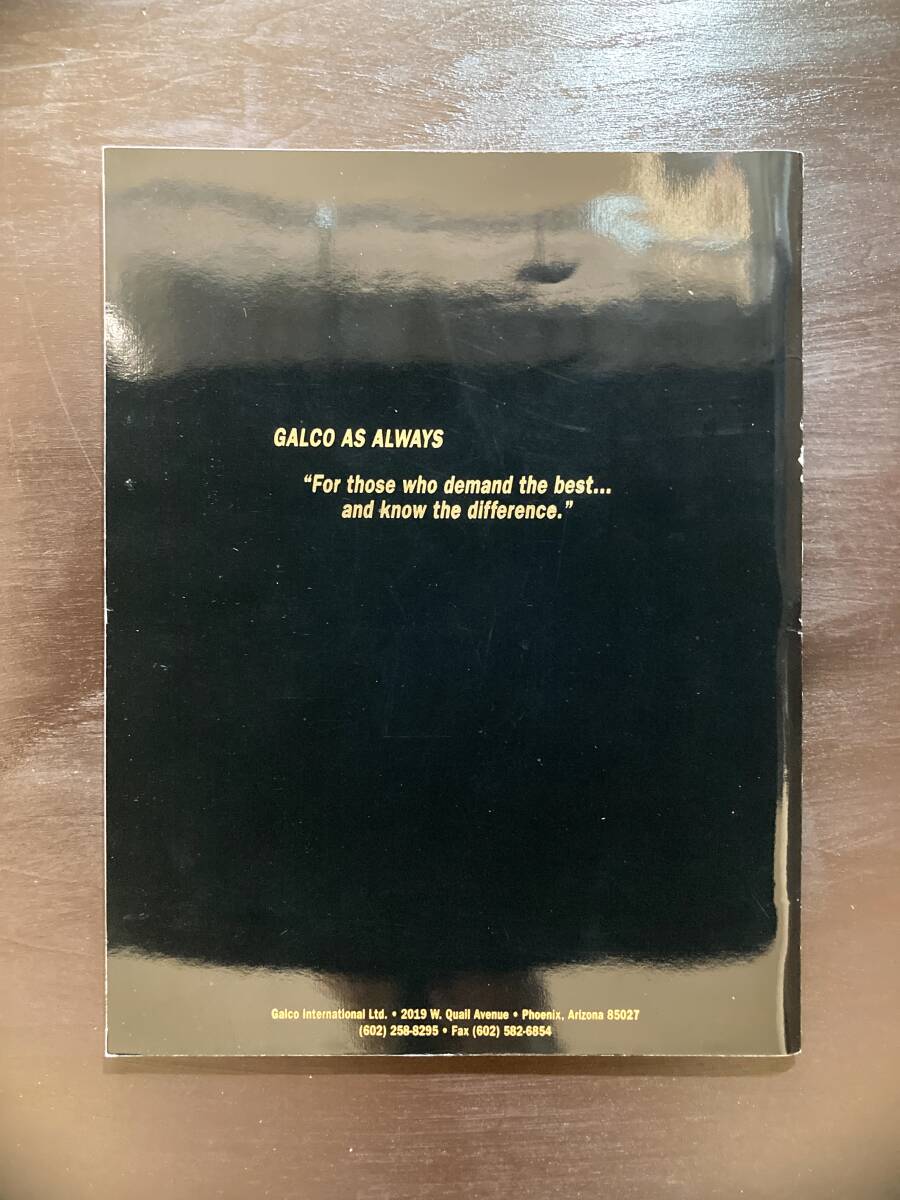 GALCO AS ALWAYS
“For those who demand the best...
and know the difference.”
Galco International Ltd. • 2019 W. Quail Avenue • Phoenix, Arizona 85027
(602) 258-8295 • Fax (602) 582-6854